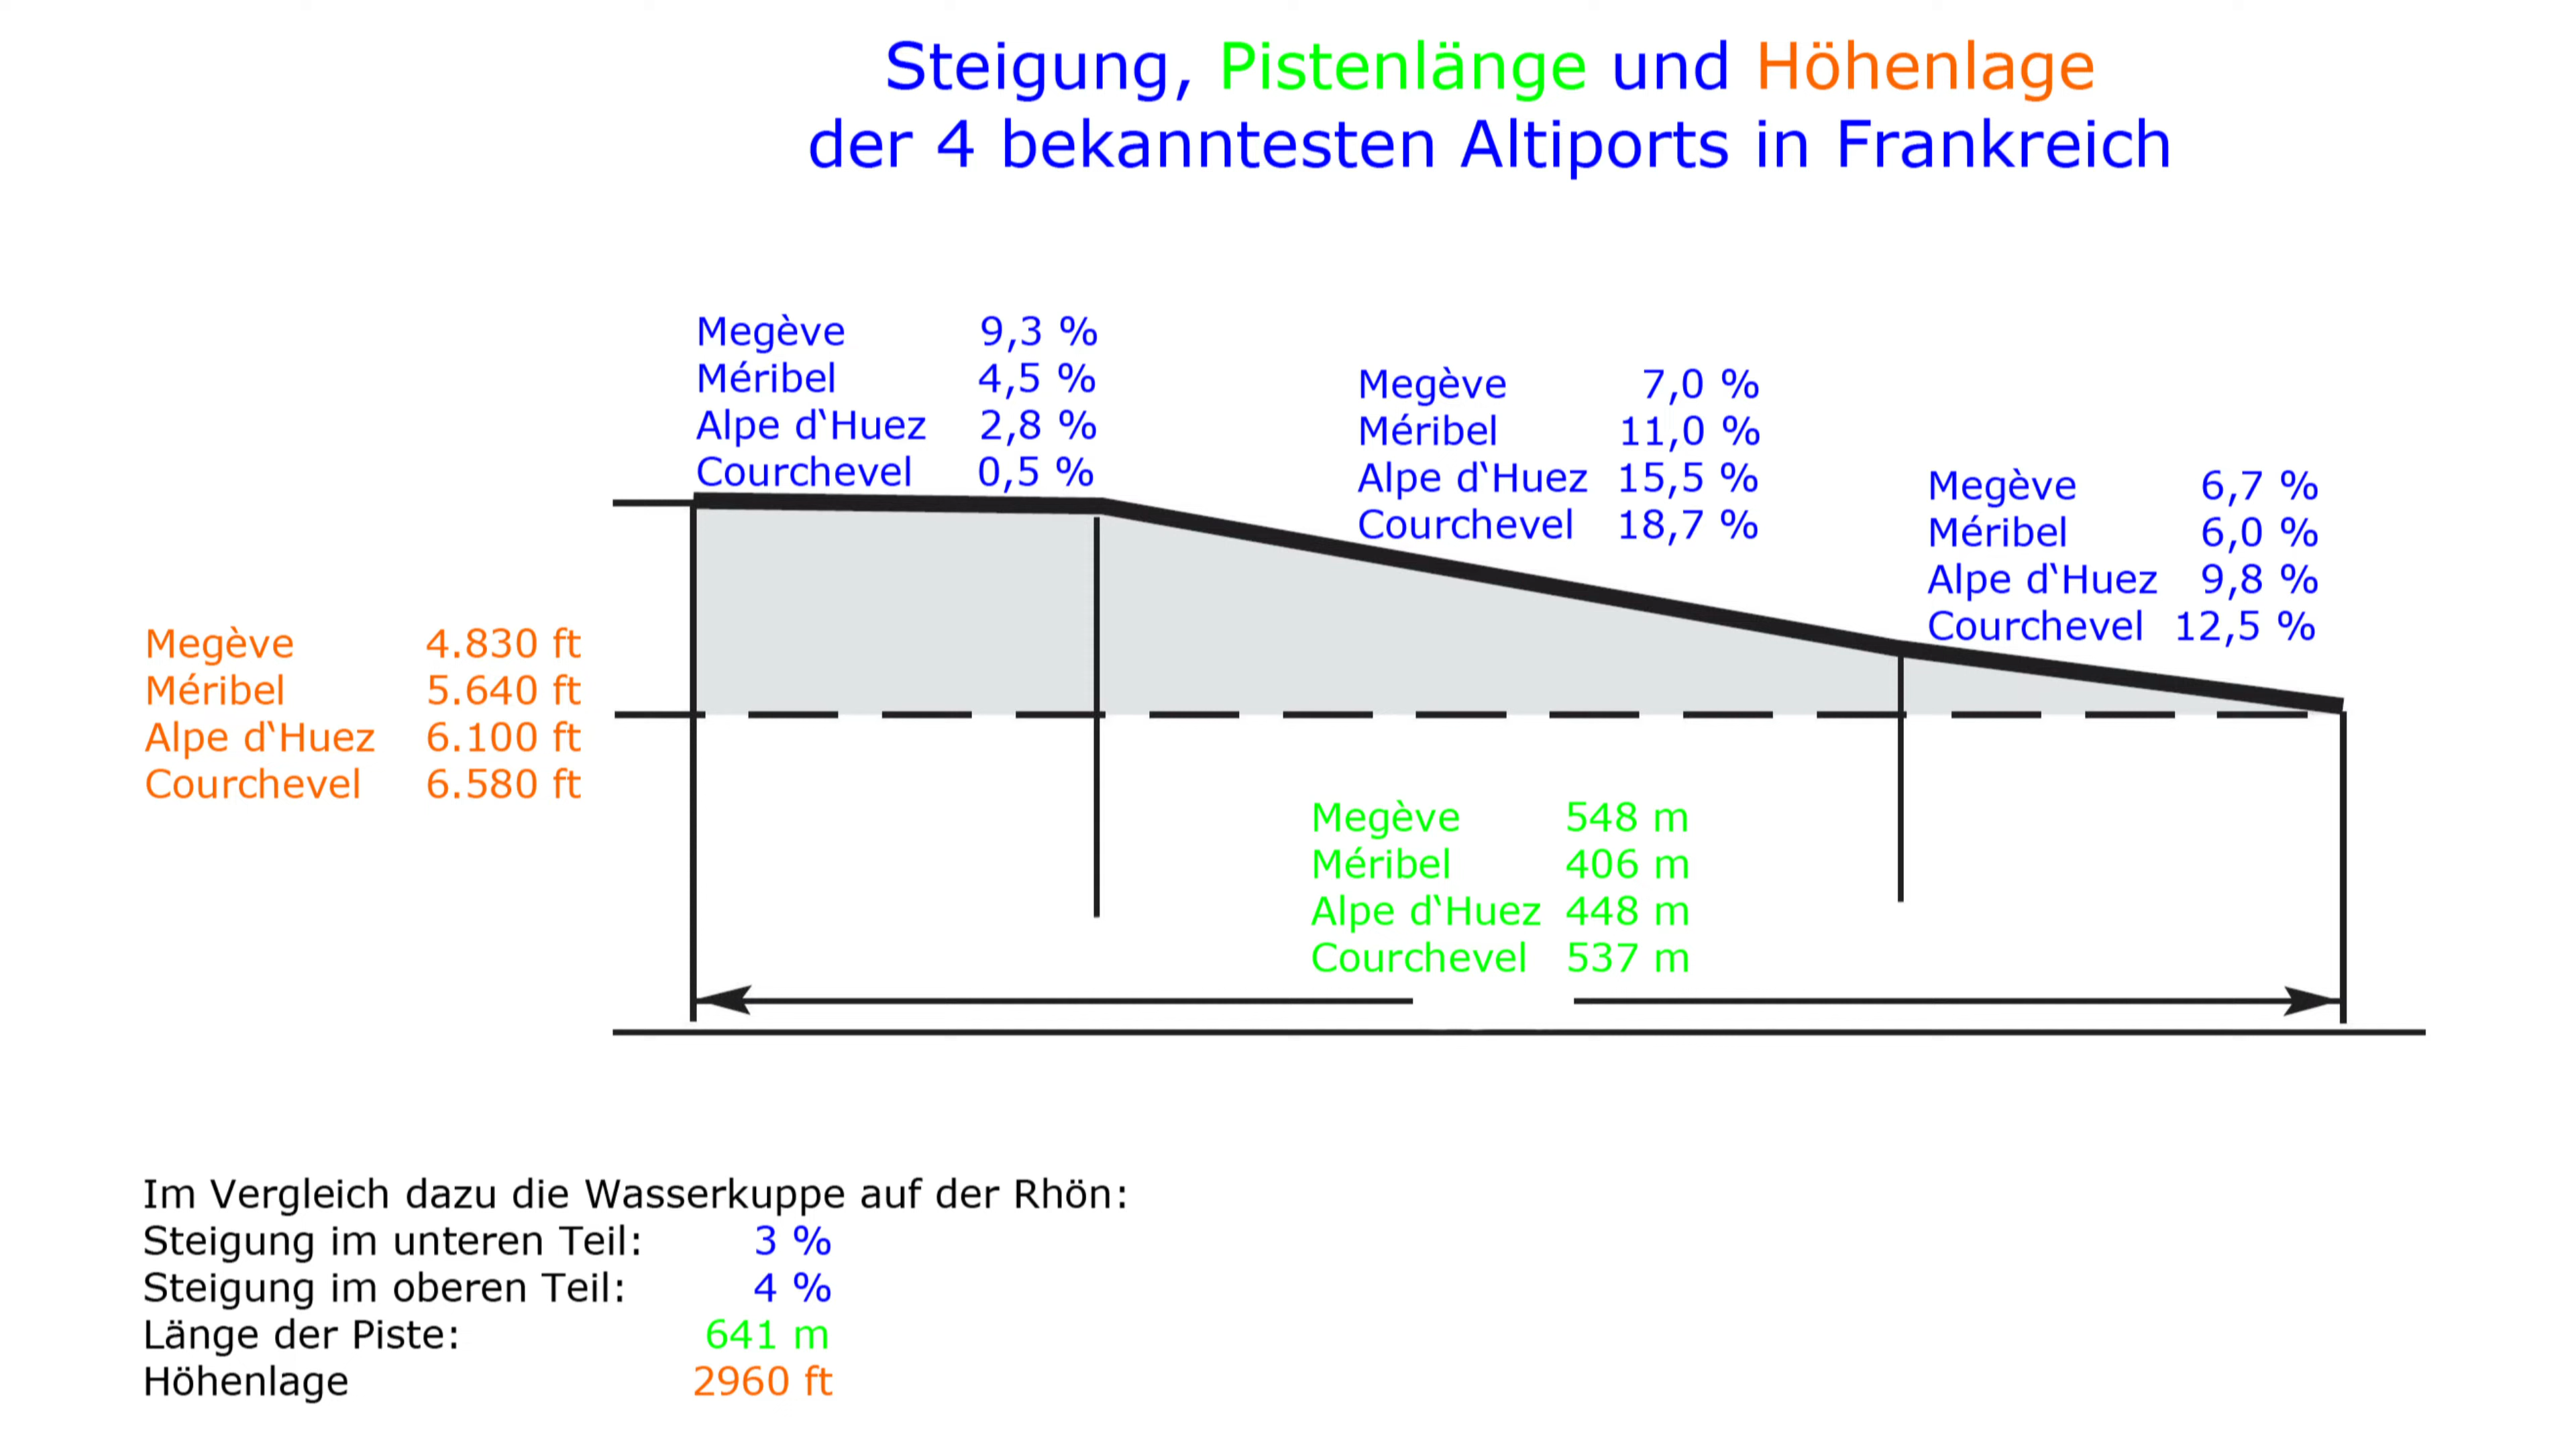 Steigung, Pistenlänge und Höhenlage
der 4 bekanntesten Altiports in Frankreich
Megève 9,3 %
Méribel 4,5 %
Alpe d‛Huez 2,8 %
Courchevel 0,5 %
Megève 7,0 %
Méribel 11,0 %
Alpe d‛Huez 15,5 %
Courchevel 18,7 %
Megève 6,7 %
Méribel 6,0 %
Alpe d‛Huez 9,8 %
Courchevel 12,5 %
Megève 4.830 ft
Méribel 5.640 ft
Alpe d‛Huez 6.100 ft
Courchevel 6.580 ft
Megève 548 m
Méribel 406 m
Alpe d‛Huez 448 m
Courchevel 537 m
Im Vergleich dazu die Wasserkuppe auf der Rhön:
Steigung im unteren Teil: 3 %
Steigung im oberen Teil: 4 %
Länge der Piste: 641 m
Höhenlage 2960 ft